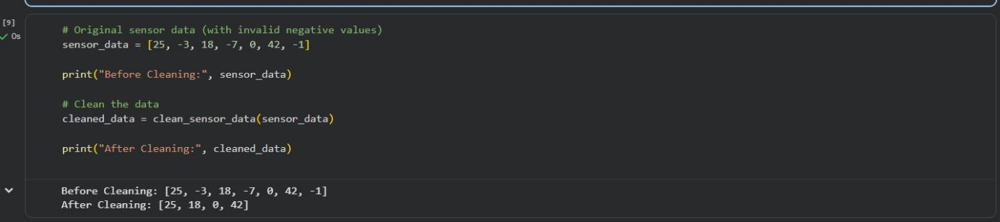 [9]
0s
# Original sensor data (with invalid negative values)
sensor_data = [25, -3, 18, -7, 0, 42, -1]
print("Before Cleaning:", sensor_data)
# Clean the data
cleaned_data = clean_sensor_data(sensor_data)
print("After Cleaning:", cleaned_data)
Before Cleaning: [25, -3, 18, -7, 0, 42, -1]
After Cleaning: [25, 18, 0, 42]